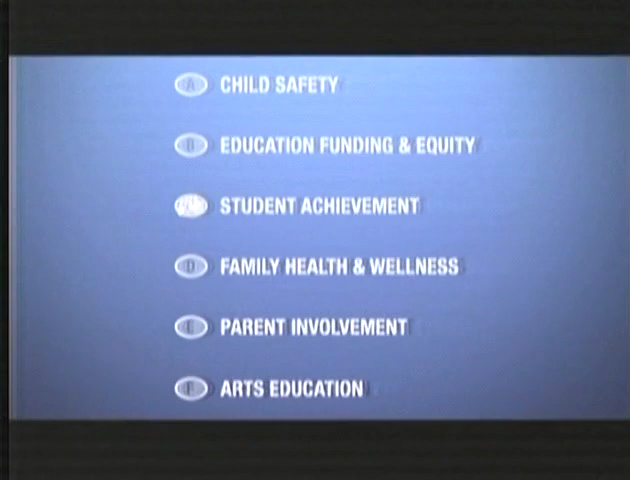 A CHILD SAFETY
B EDUCATION FUNDING & EQUITY
STUDENT ACHIEVEMENT
D FAMILY HEALTH & WELLNESS
E PARENT INVOLVEMENT
F ARTS EDUCATION